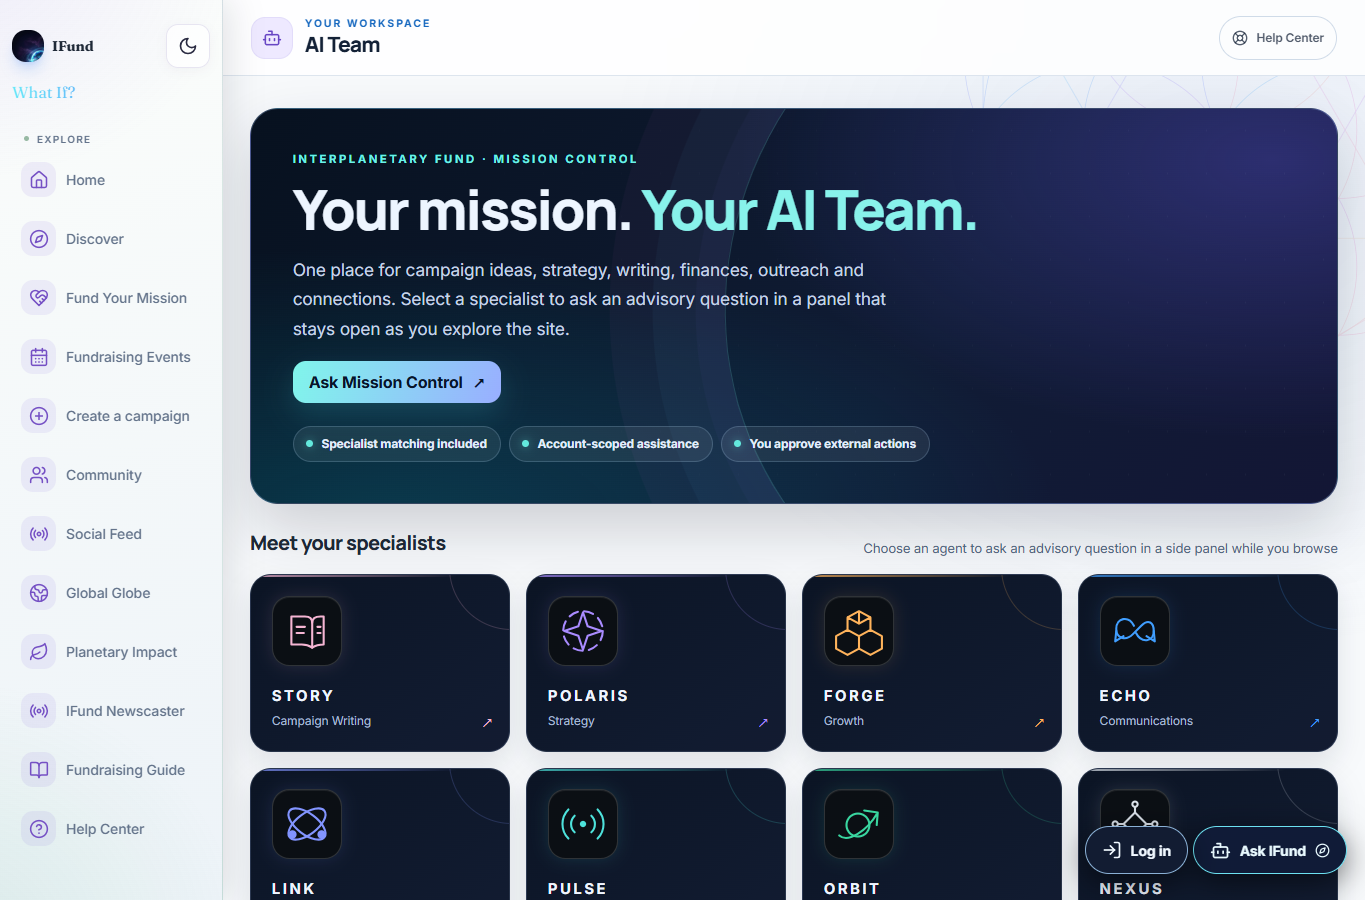 IFund
What If?
EXPLORE
Home
Discover
Fund Your Mission
Fundraising Events
Create a campaign
Community
Social Feed
Global Globe
Planetary Impact
IFund Newscaster
Fundraising Guide
Help Center
YOUR WORKSPACE
AI Team
Help Center
INTERPLANETARY FUND · MISSION CONTROL
Your mission. Your AI Team.
One place for campaign ideas, strategy, writing, finances, outreach and
connections. Select a specialist to ask an advisory question in a panel that
stays open as you explore the site.
Ask Mission Control ↗
Specialist matching included
Account-scoped assistance
You approve external actions
Meet your specialists
Choose an agent to ask an advisory question in a side panel while you browse
STORY
Campaign Writing ↗
POLARIS
Strategy ↗
FORGE
Growth ↗
ECHO
Communications ↗
LINK
PULSE
ORBIT
NEXUS
Log in
Ask IFund